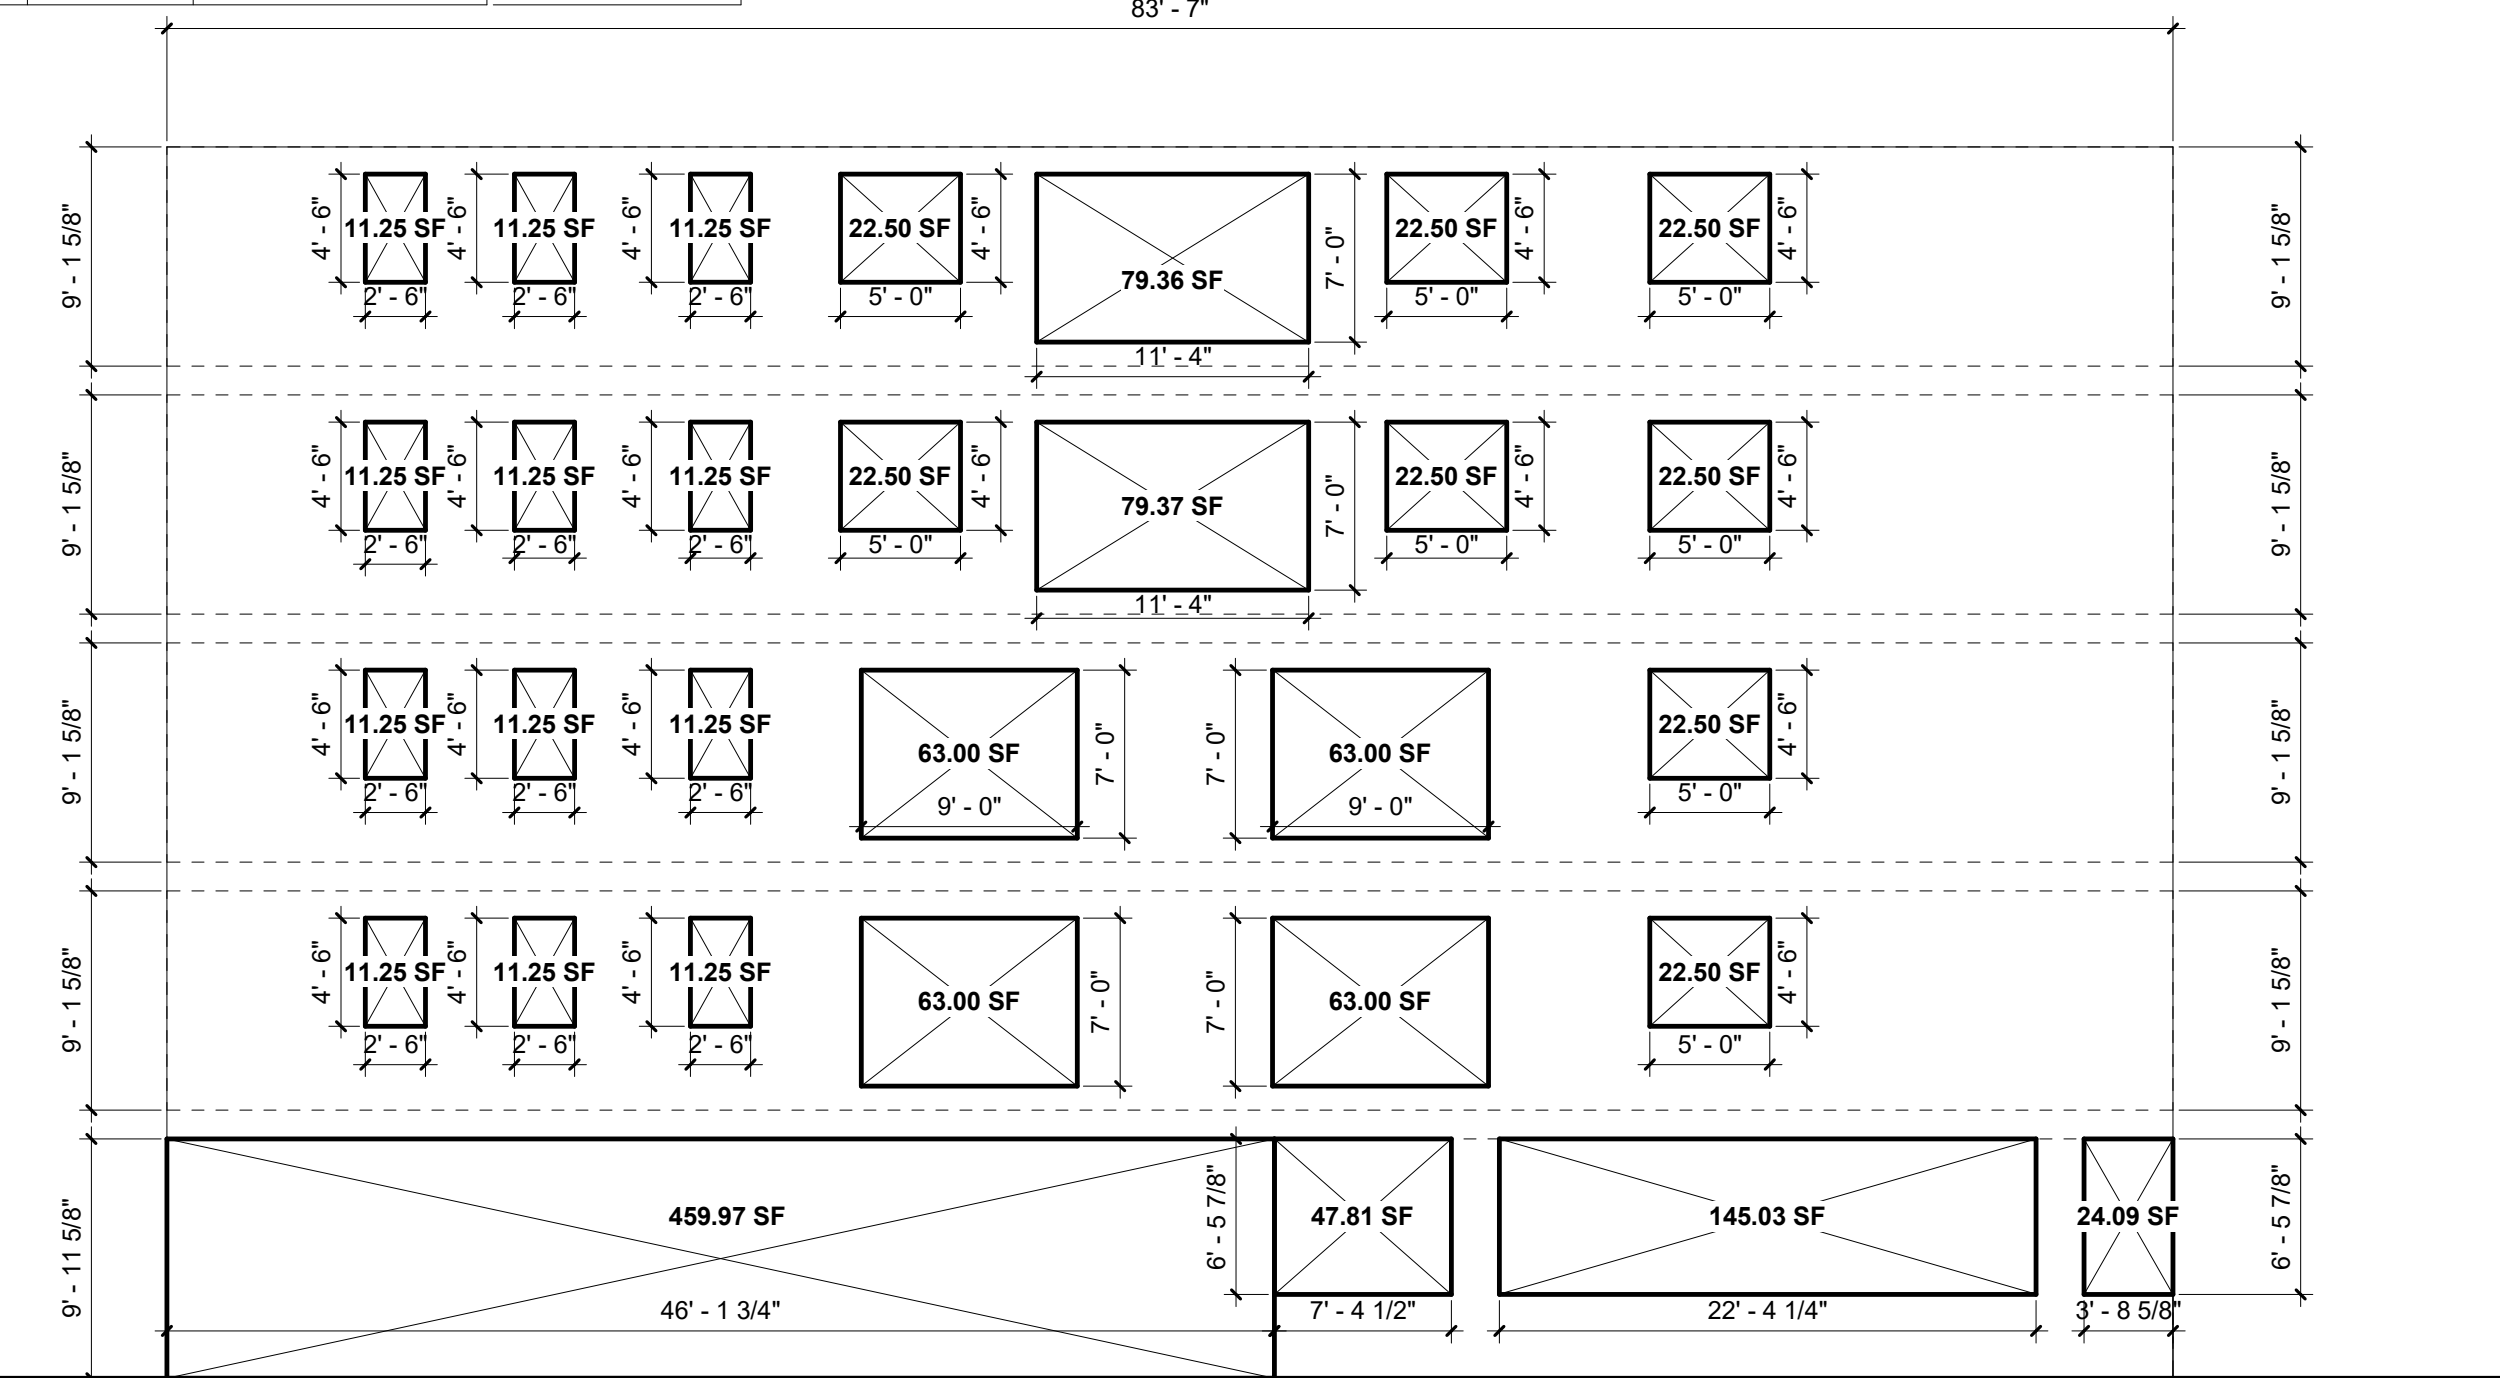 83' - 7"
9' - 1 5/8"
4' - 6"
11.25 SF
4' - 6"
11.25 SF
4' - 6"
11.25 SF
22.50 SF
4' - 6"
79.36 SF
7' - 0"
22.50 SF
4' - 6"
22.50 SF
4' - 6"
9' - 1 5/8"
2' - 6"
2' - 6"
2' - 6"
5' - 0"
11' - 4"
5' - 0"
5' - 0"
9' - 1 5/8"
4' - 6"
11.25 SF
4' - 6"
11.25 SF
4' - 6"
11.25 SF
22.50 SF
4' - 6"
79.37 SF
7' - 0"
22.50 SF
4' - 6"
22.50 SF
4' - 6"
9' - 1 5/8"
2' - 6"
2' - 6"
2' - 6"
5' - 0"
11' - 4"
5' - 0"
5' - 0"
9' - 1 5/8"
4' - 6"
11.25 SF
4' - 6"
11.25 SF
4' - 6"
11.25 SF
63.00 SF
7' - 0"
7' - 0"
63.00 SF
22.50 SF
4' - 6"
9' - 1 5/8"
2' - 6"
2' - 6"
2' - 6"
9' - 0"
9' - 0"
5' - 0"
9' - 1 5/8"
4' - 6"
11.25 SF
4' - 6"
11.25 SF
4' - 6"
11.25 SF
63.00 SF
7' - 0"
7' - 0"
63.00 SF
22.50 SF
4' - 6"
9' - 1 5/8"
2' - 6"
2' - 6"
2' - 6"
5' - 0"
9' - 11 5/8"
459.97 SF
6' - 5 7/8"
47.81 SF
145.03 SF
24.09 SF
6' - 5 7/8"
46' - 1 3/4"
7' - 4 1/2"
22' - 4 1/4"
3' - 8 5/8"